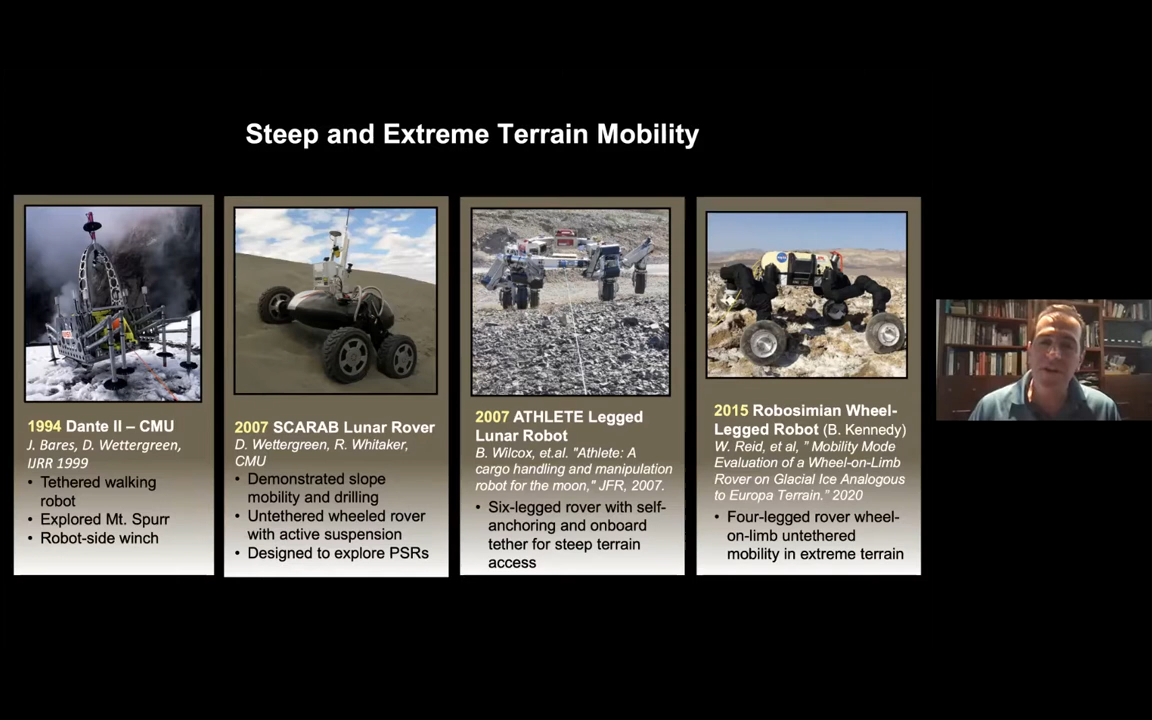 Steep and Extreme Terrain Mobility
1994 Dante II – CMU
J. Bares, D. Wettergreen,
IJRR 1999
• Tethered walking
robot
• Explored Mt. Spurr
• Robot-side winch
2007 SCARAB Lunar Rover
D. Wettergreen, R. Whitaker,
CMU
• Demonstrated slope
mobility and drilling
• Untethered wheeled rover
with active suspension
• Designed to explore PSRs
2007 ATHLETE Legged
Lunar Robot
B. Wilcox, et.al. "Athlete: A
cargo handling and manipulation
robot for the moon," JFR, 2007.
• Six-legged rover with self-
anchoring and onboard
tether for steep terrain
access
2015 Robosimian Wheel-
Legged Robot (B. Kennedy)
W. Reid, et al, ” Mobility Mode
Evaluation of a Wheel-on-Limb
Rover on Glacial Ice Analogous
to Europa Terrain.” 2020
• Four-legged rover wheel-
on-limb untethered
mobility in extreme terrain